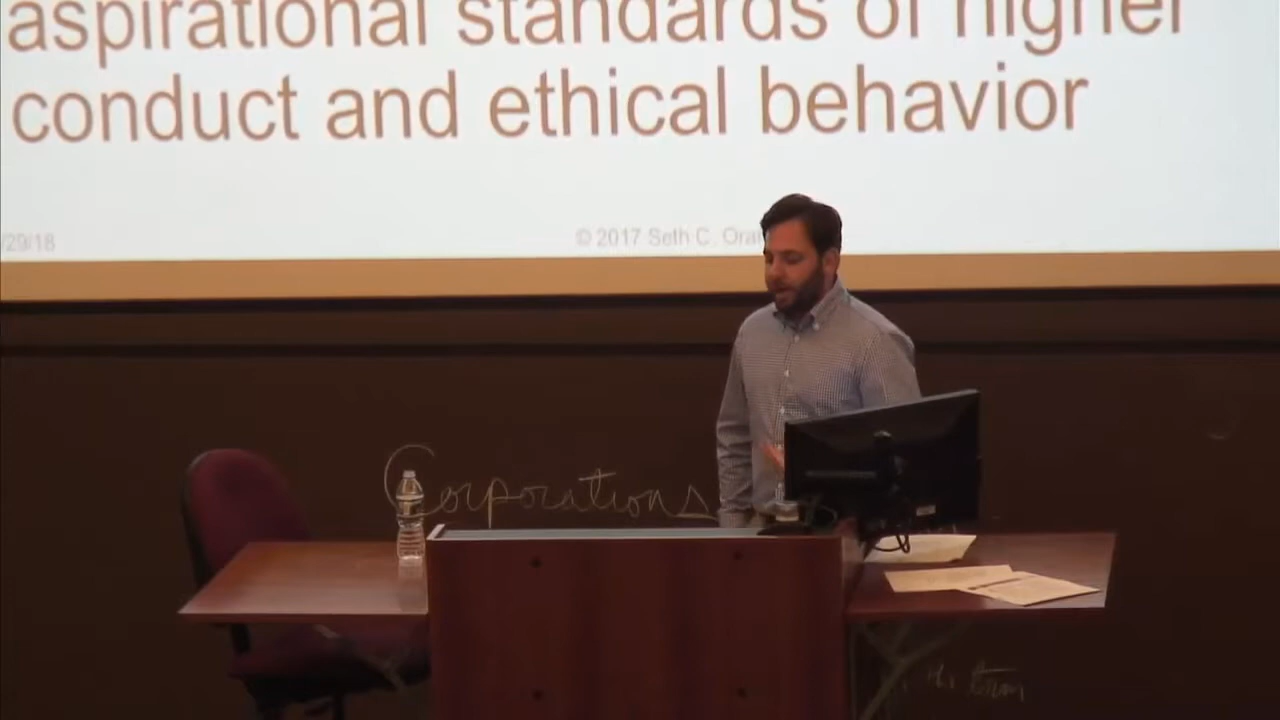 aspirational standards of higher
conduct and ethical behavior
/29/18
© 2017 Seth C. Ora
Corporations